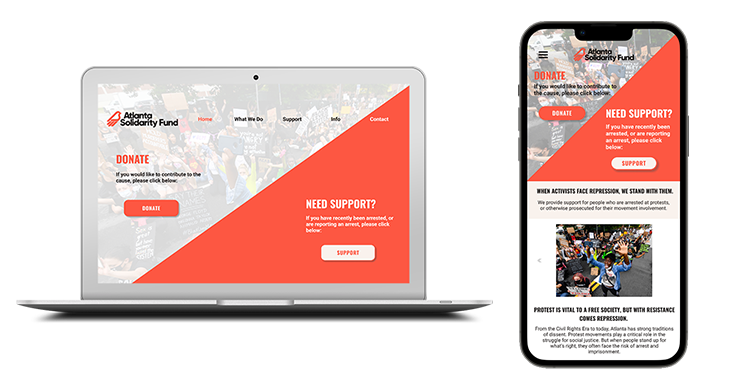 Atlanta
Solidarity Fund
Home
What We Do
Support
Info
Contact
DONATE
If you would like to contribute to the
cause, please click below:
DONATE
NEED SUPPORT?
If you have recently been arrested, or
are reporting an arrest, please click
below:
SUPPORT
Atlanta
Solidarity Fund
DONATE
If you would like to contribute to
the cause, please click below:
DONATE
NEED SUPPORT?
If you have recently been
arrested, or are reporting
an arrest, please click
below:
SUPPORT
WHEN ACTIVISTS FACE REPRESSION, WE STAND WITH THEM.
We provide support for people who are arrested at protests,
or otherwise prosecuted for their movement involvement.
PROTEST IS VITAL TO A FREE SOCIETY, BUT WITH RESISTANCE
COMES REPRESSION.
From the Civil Rights Era to today, Atlanta has strong traditions
of dissent. Protest movements play a critical role in the
struggle for social justice. But when people stand up for
what's right, they often face the risk of arrest and
imprisonment.